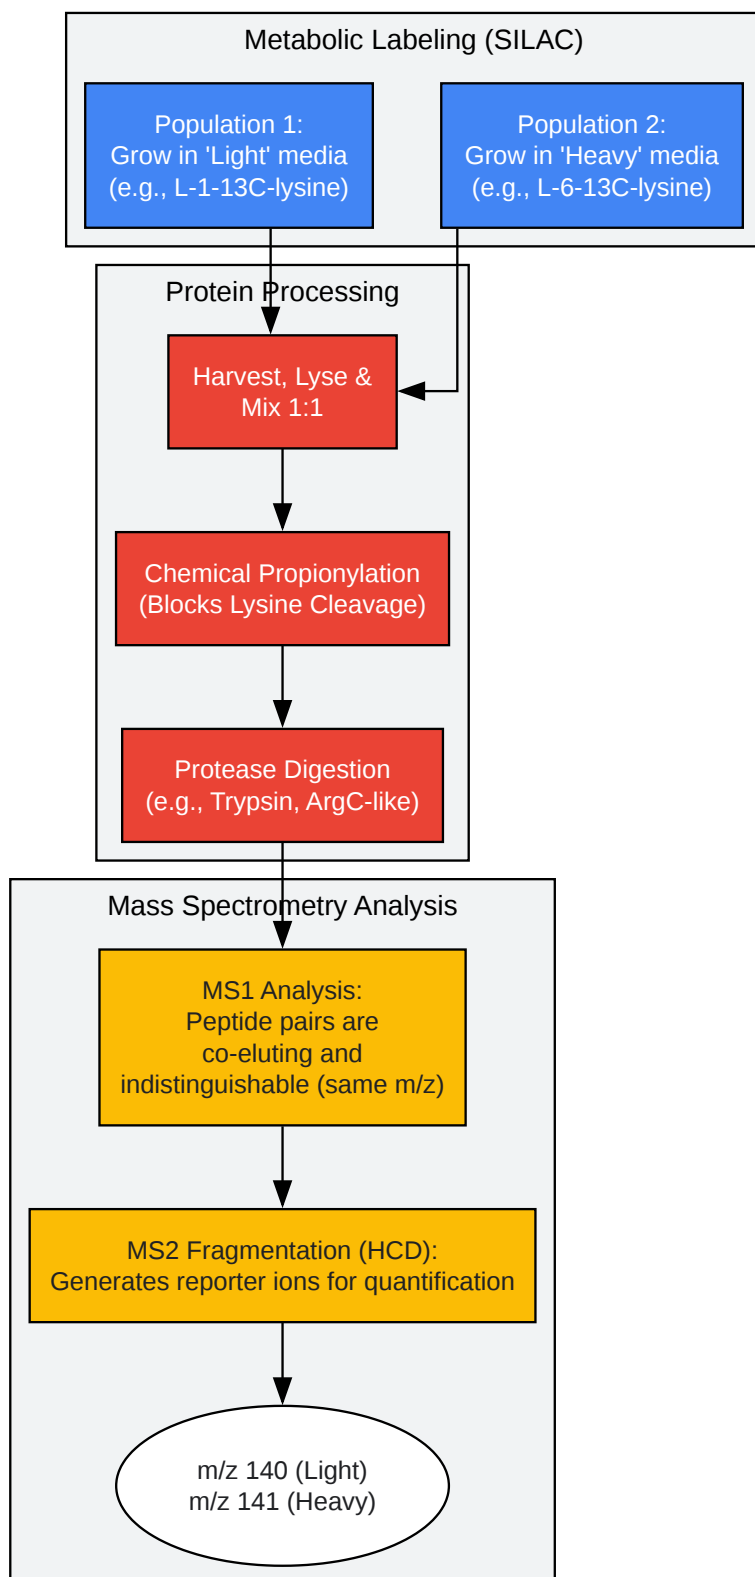 Metabolic Labeling (SILAC)
Population 1:
Grow in 'Light' media
(e.g., L-1-13C-lysine)
Population 2:
Grow in 'Heavy' media
(e.g., L-6-13C-lysine)
Protein Processing
Harvest, Lyse &
Mix 1:1
Chemical Propionylation
(Blocks Lysine Cleavage)
Protease Digestion
(e.g., Trypsin, ArgC-like)
Mass Spectrometry Analysis
MS1 Analysis:
Peptide pairs are
co-eluting and
indistinguishable (same m/z)
MS2 Fragmentation (HCD):
Generates reporter ions for quantification
m/z 140 (Light)
m/z 141 (Heavy)